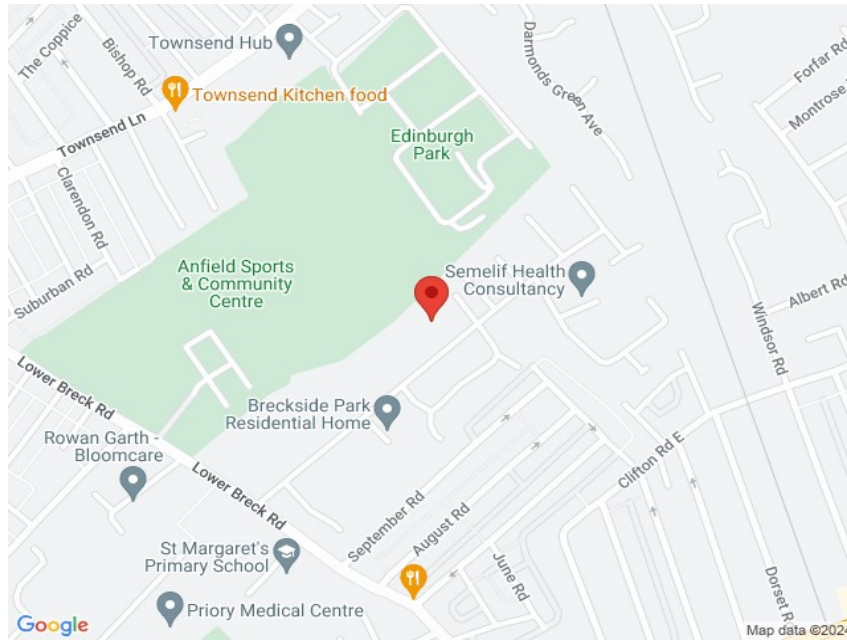 The Coppice
Bishop Rd
Townsend Hub
Townsend Kitchen food
Townsend Ln
Clarendon Rd
Suburban Rd
Darmonds Green Ave
Forfar Rd
Edinburgh
Park
Anfield Sports
& Community
Centre
Semelif Health
Consultancy
Albert Rd
Windsor Rd
Lower Breck Rd
Breckside Park
Residential Home
Rowan Garth -
Bloomcare
Lower Breck Rd
Clifton Rd E
September Rd
August Rd
St Margaret's
Primary School
June Rd
Dorset Rd
Priory Medical Centre
Google
Map data ©2024